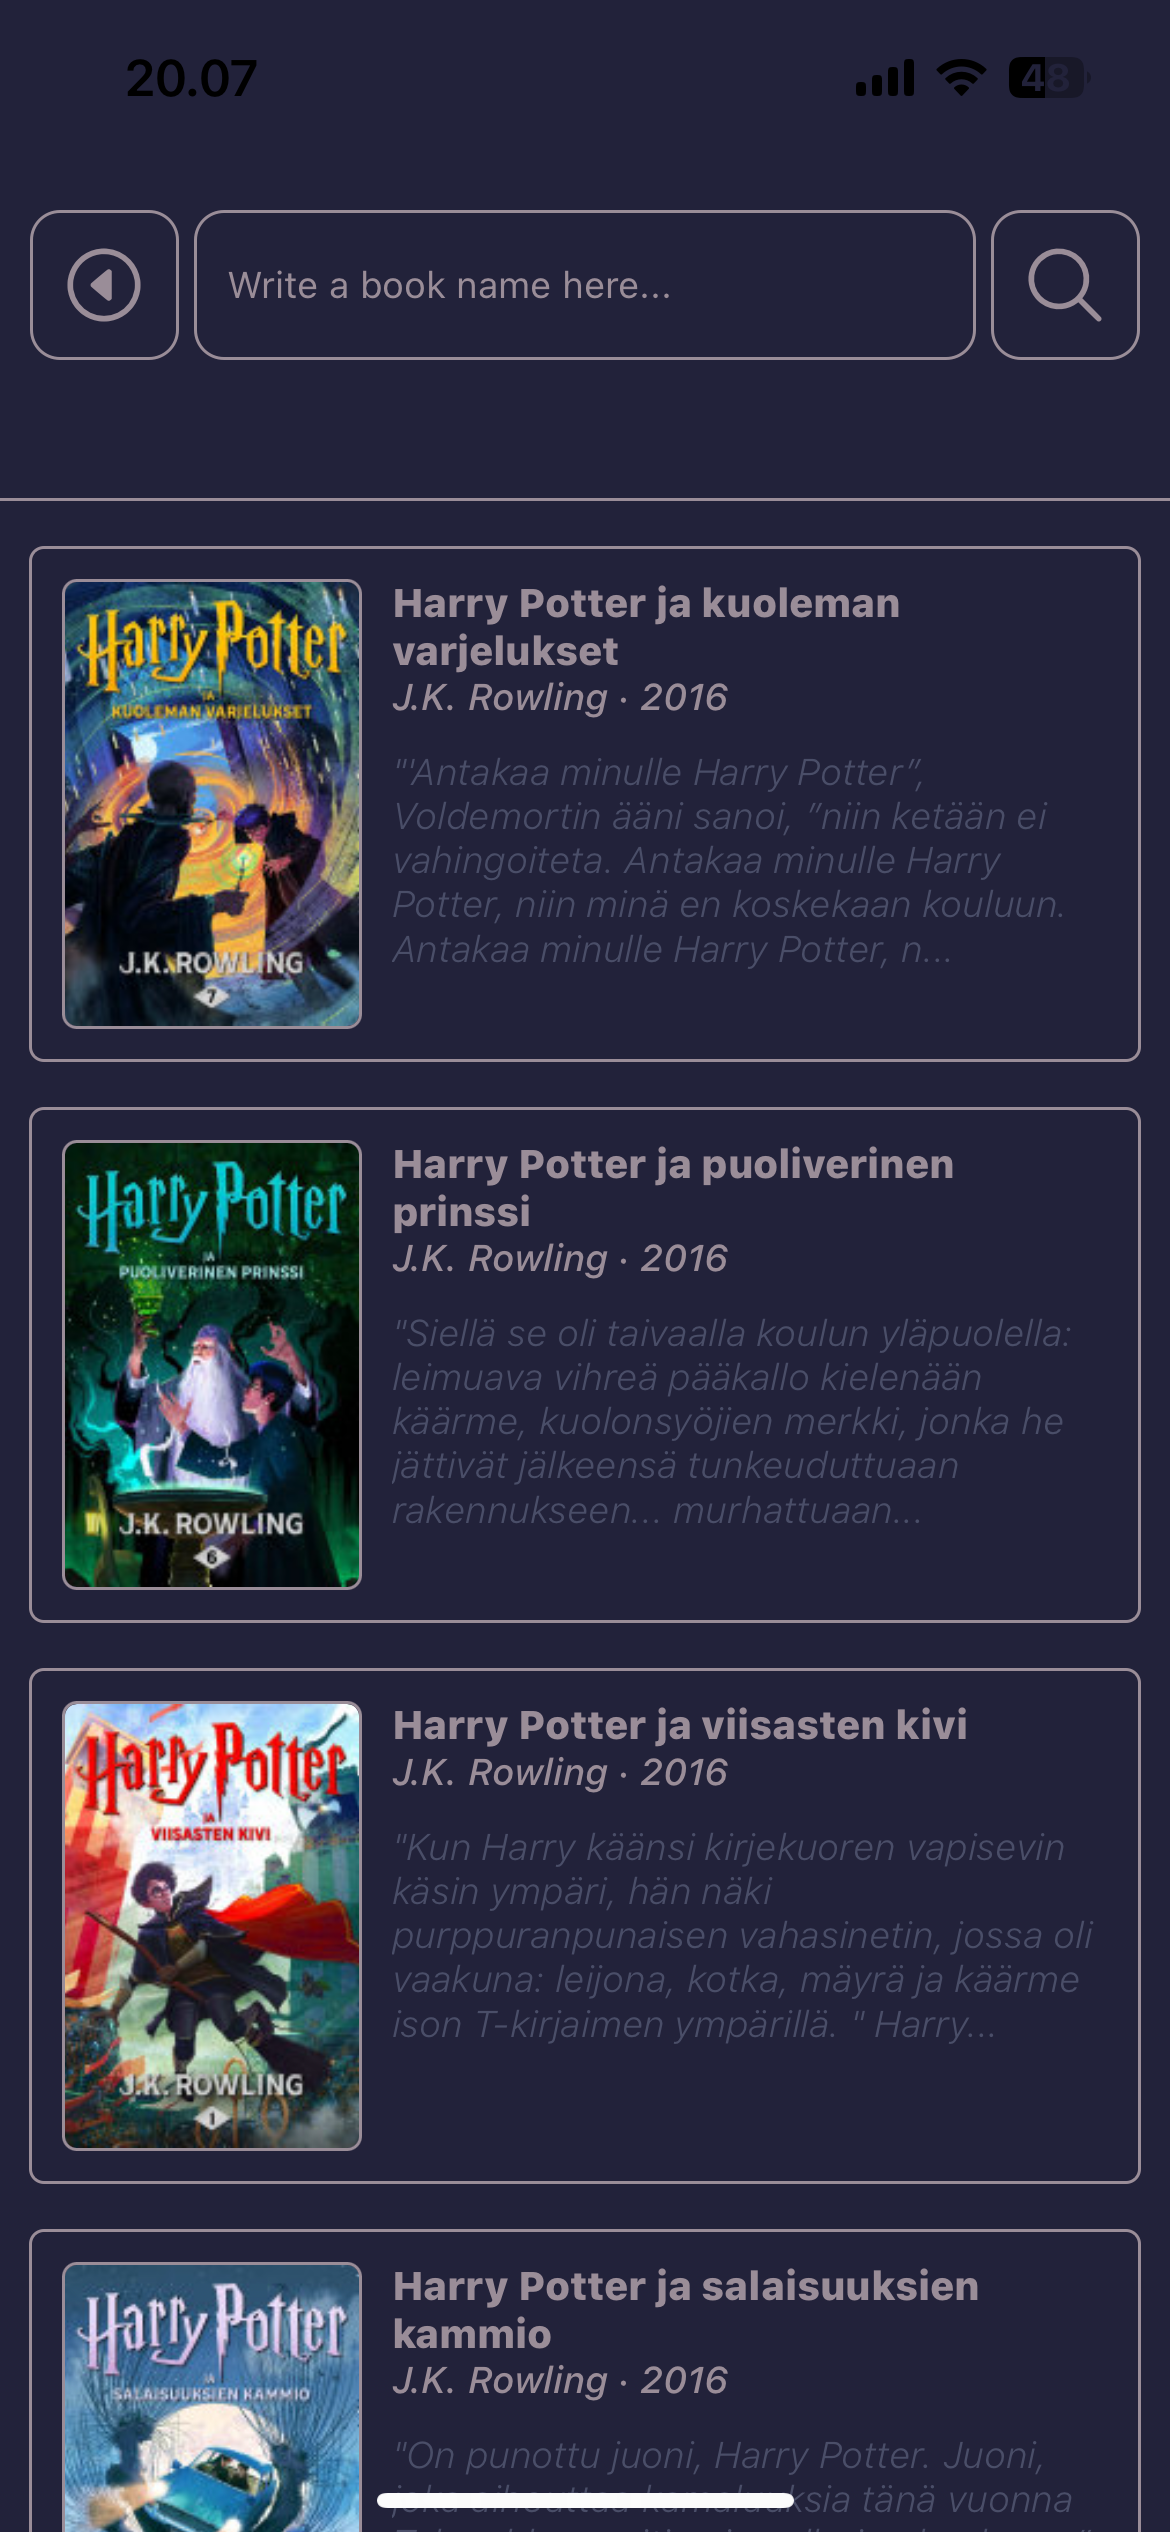 20.07
48
Write a book name here...
Harry Potter
JA
KUOLEMAN VARJELUKSET
J.K. ROWLING
7
Harry Potter ja kuoleman
varjelukset
J.K. Rowling · 2016
"'Antakaa minulle Harry Potter”,
Voldemortin ääni sanoi, ”niin ketään ei
vahingoiteta. Antakaa minulle Harry
Potter, niin minä en koskekaan kouluun.
Antakaa minulle Harry Potter, n...
Harry Potter
JA
PUOLIVERINEN PRINSSI
J.K. ROWLING
6
Harry Potter ja puoliverinen
prinssi
J.K. Rowling · 2016
"Siellä se oli taivaalla koulun yläpuolella:
leimuava vihreä pääkallo kielenään
käärme, kuolonsyöjien merkki, jonka he
jättivät jälkeensä tunkeuduttuaan
rakennukseen... murhattuaan...
Harry Potter
JA
VIISASTEN KIVI
J.K. ROWLING
1
Harry Potter ja viisasten kivi
J.K. Rowling · 2016
"Kun Harry käänsi kirjekuoren vapisevin
käsin ympäri, hän näki
purppuranpunaisen vahasinetin, jossa oli
vaakuna: leijona, kotka, mäyrä ja käärme
ison T-kirjaimen ympärillä. " Harry...
Harry Potter
JA
SALAISUUKSIEN KAMMIO
Harry Potter ja salaisuuksien
kammio
J.K. Rowling · 2016
"On punottu juoni, Harry Potter. Juoni,
joka aiheuttaa kamaluuksia tänä vuonna